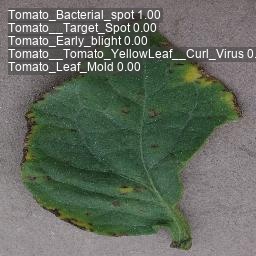 Tomato_Bacterial_spot 1.00
Tomato__Target_Spot 0.00
Tomato_Early_blight 0.00
Tomato__Tomato_YellowLeaf__Curl_Virus 0.
Tomato_Leaf_Mold 0.00